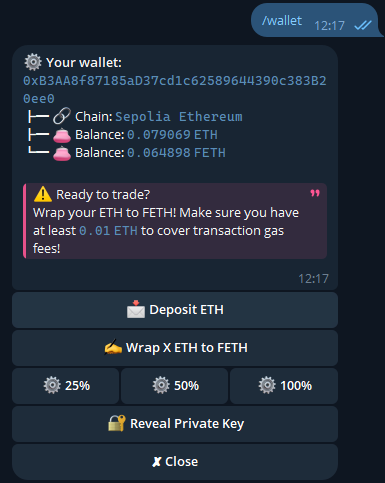 /wallet 12:17
⚙️ Your wallet:
0xB3AA8f87185aD37cd1c62589644390c383B2
0ee0
├─ 🔗 Chain: Sepolia Ethereum
├─ 👛 Balance: 0.079069 ETH
└─ 👛 Balance: 0.064898 FETH
⚠️ Ready to trade?
Wrap your ETH to FETH! Make sure you have
at least 0.01 ETH to cover transaction gas
fees!
12:17
📩 Deposit ETH
✍️ Wrap X ETH to FETH
⚙️ 25% ⚙️ 50% ⚙️ 100%
🔐 Reveal Private Key
✘ Close